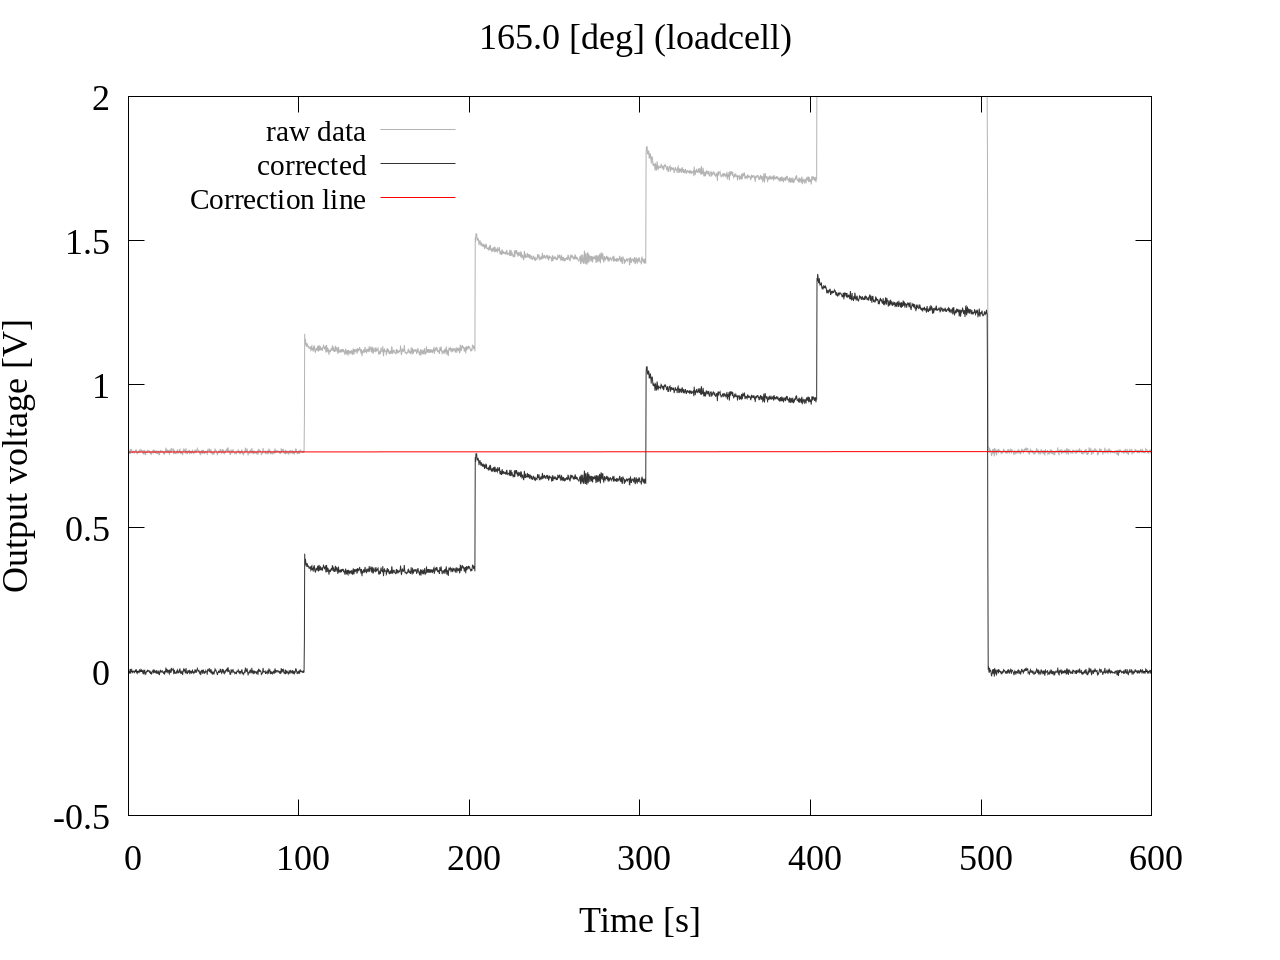 165.0 [deg] (loadcell)
raw data
corrected
Correction line
2
1.5
1
0.5
0
-0.5
Output voltage [V]
0 100 200 300 400 500 600
Time [s]